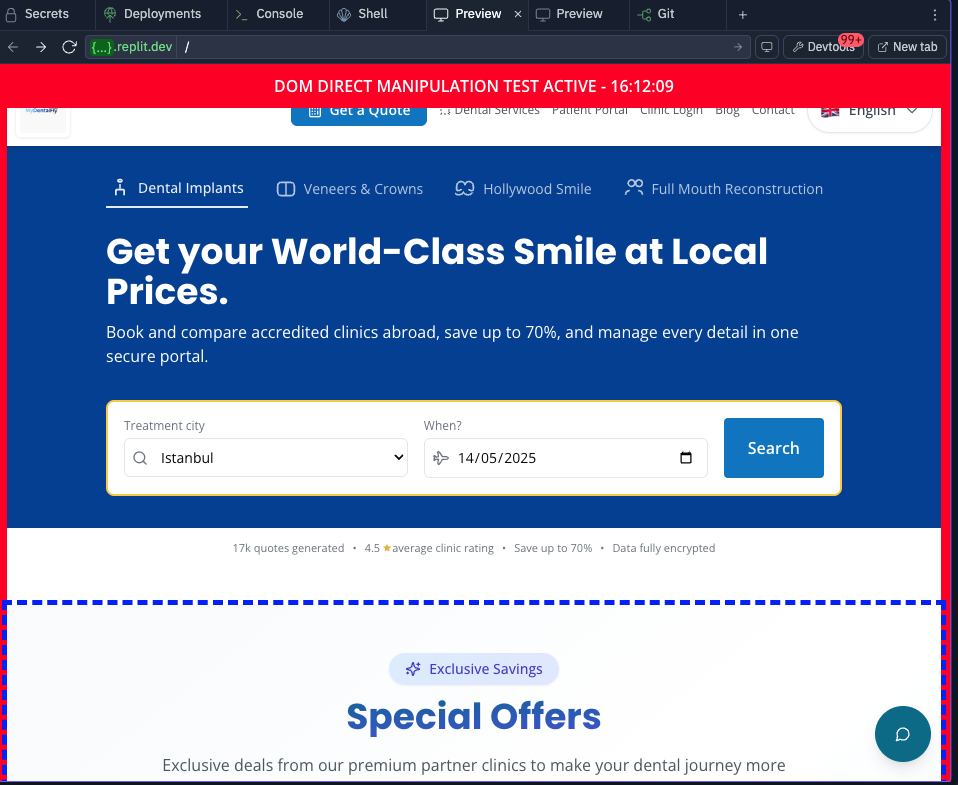 Secrets Deployments Console Shell Preview × Preview Git +
{...}.replit.dev / Devtools 99+ New tab
DOM DIRECT MANIPULATION TEST ACTIVE - 16:12:09
MyDentalFly Get a Quote Dental Services Patient Portal Clinic Login Blog Contact English
Dental Implants Veneers & Crowns Hollywood Smile Full Mouth Reconstruction
Get your World-Class Smile at Local
Prices.
Book and compare accredited clinics abroad, save up to 70%, and manage every detail in one
secure portal.
Treatment city When?
Istanbul 14/05/2025 Search
17k quotes generated • 4.5 ★ average clinic rating • Save up to 70% • Data fully encrypted
Exclusive Savings
Special Offers
Exclusive deals from our premium partner clinics to make your dental journey more